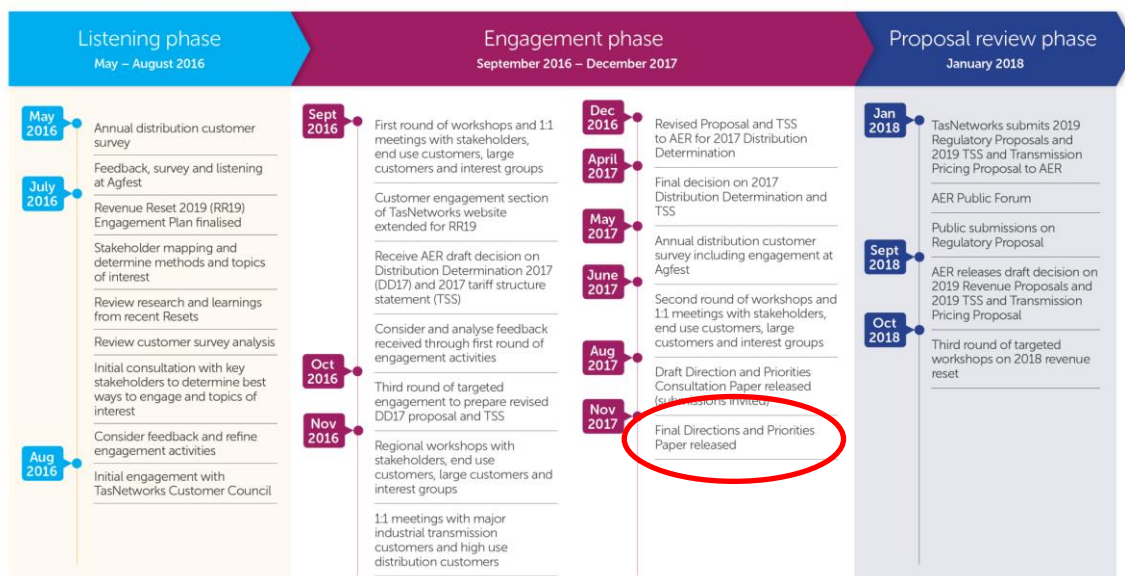 Listening phase
May – August 2016
Engagement phase
September 2016 – December 2017
Proposal review phase
January 2018
May
2016
Annual distribution customer
survey
Feedback, survey and listening
at Agfest
July
2016
Revenue Reset 2019 (RR19)
Engagement Plan finalised
Stakeholder mapping and
determine methods and topics
of interest
Review research and learnings
from recent Resets
Review customer survey analysis
Initial consultation with key
stakeholders to determine best
ways to engage and topics of
interest
Consider feedback and refine
engagement activities
Aug
2016
Initial engagement with
TasNetworks Customer Council
Sept
2016
First round of workshops and 1:1
meetings with stakeholders,
end use customers, large
customers and interest groups
Customer engagement section
of TasNetworks website
extended for RR19
Receive AER draft decision on
Distribution Determination 2017
(DD17) and 2017 tariff structure
statement (TSS)
Consider and analyse feedback
received through first round of
engagement activities
Oct
2016
Third round of targeted
engagement to prepare revised
DD17 proposal and TSS
Nov
2016
Regional workshops with
stakeholders, end use
customers, large customers and
interest groups
1:1 meetings with major
industrial transmission
customers and high use
distribution customers
Dec
2016
Revised Proposal and TSS
to AER for 2017 Distribution
Determination
April
2017
Final decision on 2017
Distribution Determination and
TSS
May
2017
Annual distribution customer
survey including engagement at
Agfest
June
2017
Second round of workshops and
1:1 meetings with stakeholders,
end use customers, large
customers and interest groups
Aug
2017
Draft Direction and Priorities
Consultation Paper released
(submissions invited)
Nov
2017
Final Directions and Priorities
Paper released
Jan
2018
TasNetworks submits 2019
Regulatory Proposals and
2019 TSS and Transmission
Pricing Proposal to AER
AER Public Forum
Public submissions on
Regulatory Proposal
Sept
2018
AER releases draft decision on
2019 Revenue Proposals and
2019 TSS and Transmission
Pricing Proposal
Oct
2018
Third round of targeted
workshops on 2018 revenue
reset